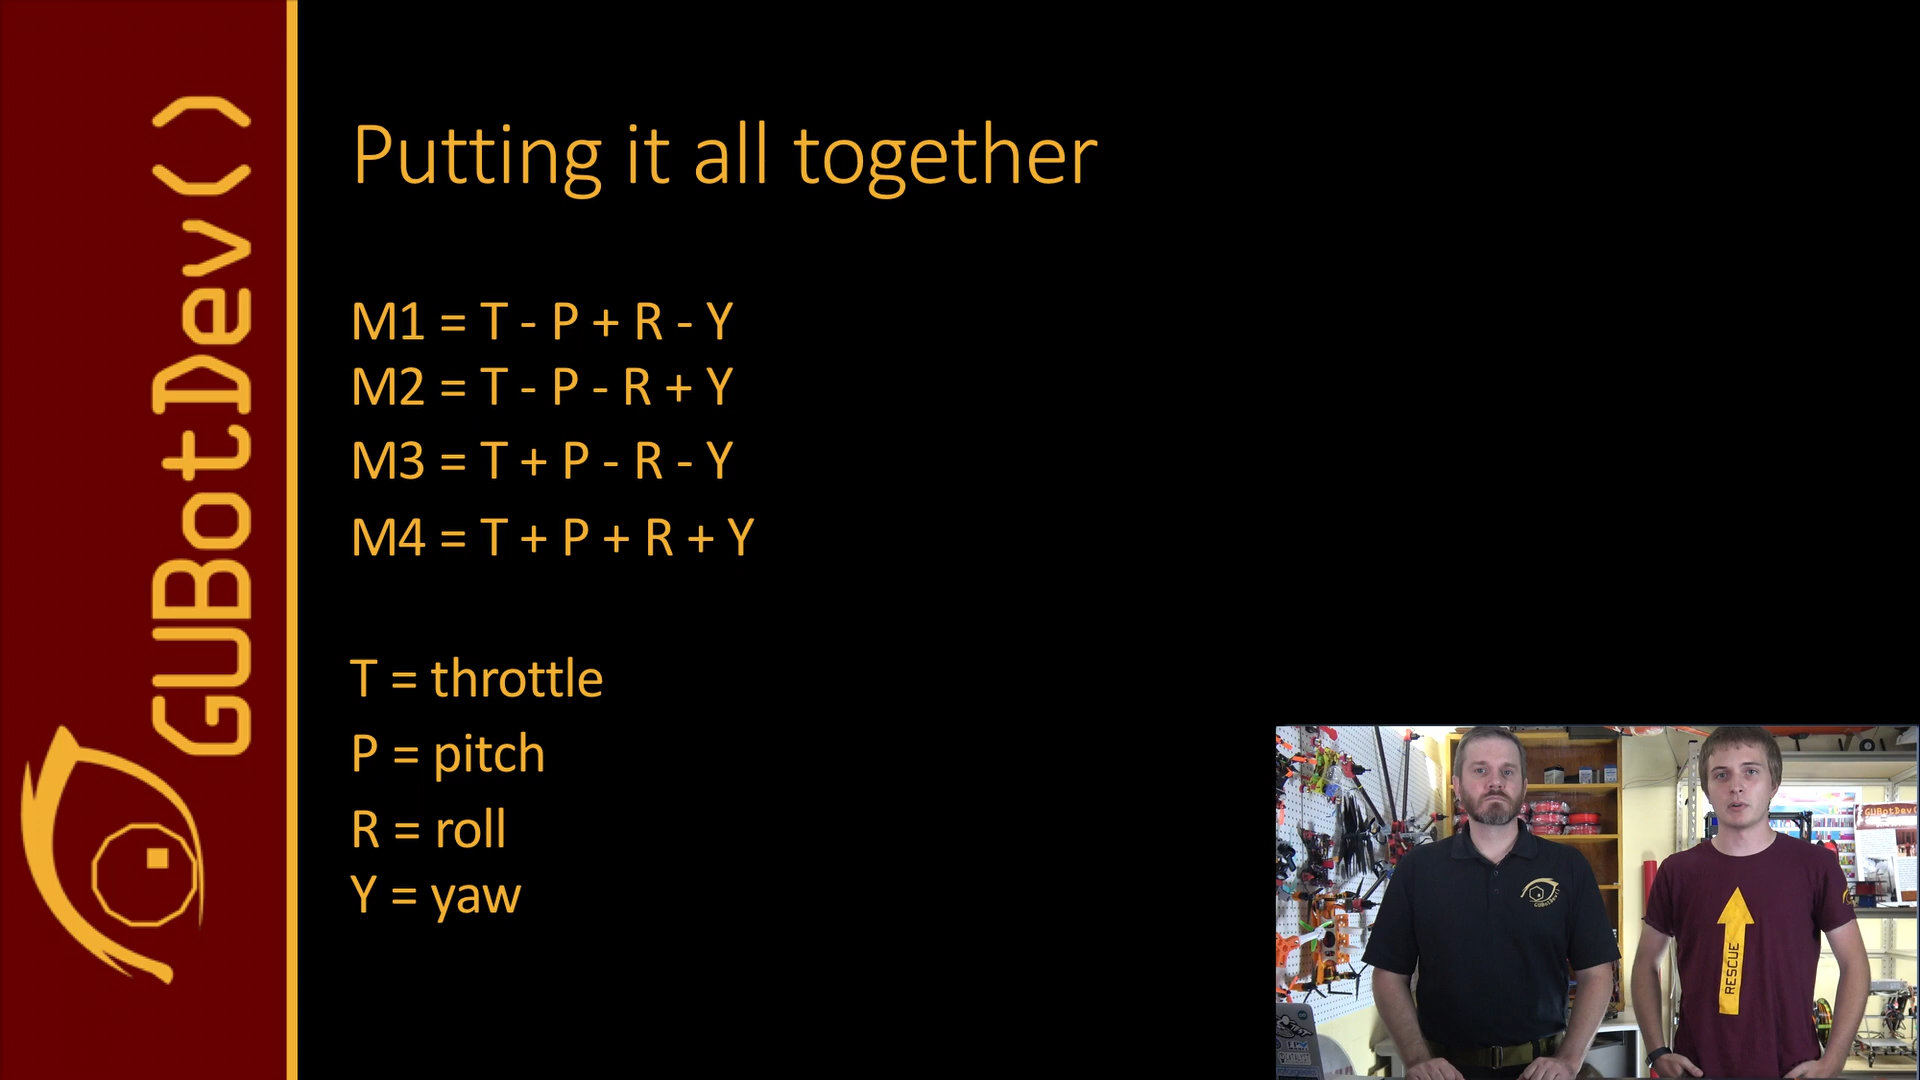 GUBotDev()
Putting it all together
M1 = T - P + R - Y
M2 = T - P - R + Y
M3 = T + P - R - Y
M4 = T + P + R + Y
T = throttle
P = pitch
R = roll
Y = yaw
RESCUE